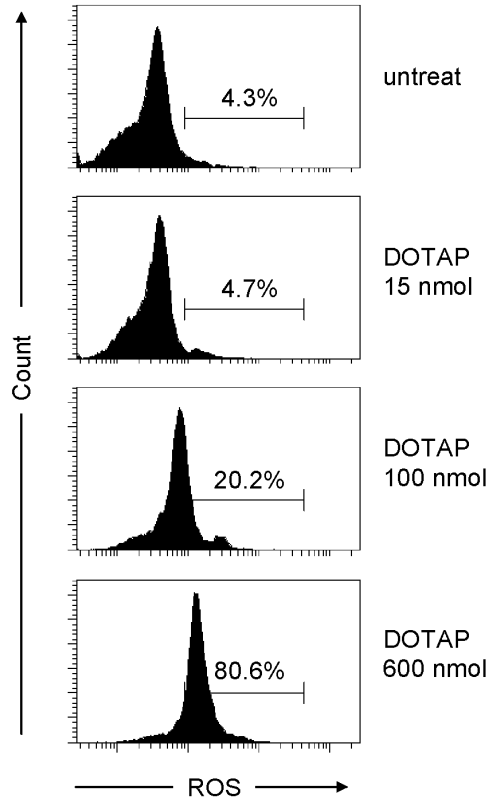 4.3%
untreat
4.7%
DOTAP
15 nmol
Count
20.2%
DOTAP
100 nmol
80.6%
DOTAP
600 nmol
ROS